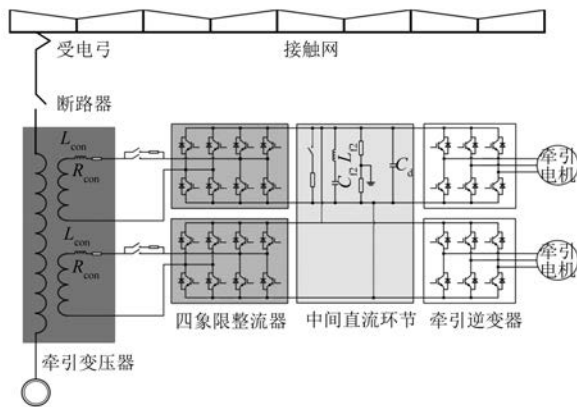 受电弓
接触网
断路器
Lcon
Rcon
Lcon
Rcon
Cf2
Lf2
Cd
牵引
电机
牵引
电机
四象限整流器
中间直流环节
牵引逆变器
牵引变压器